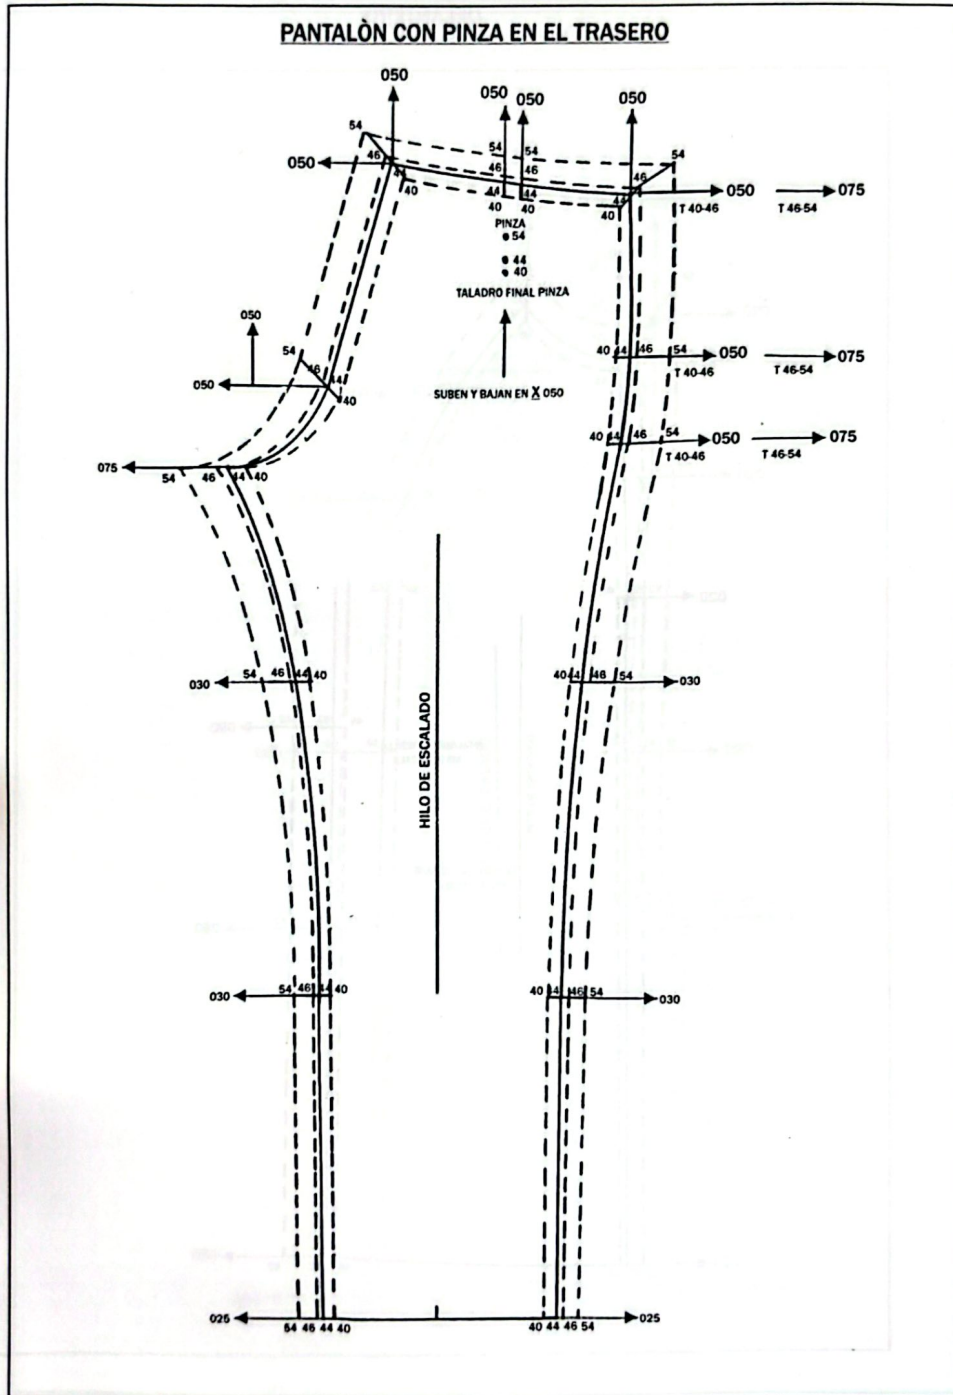 PANTALÒN CON PINZA EN EL TRASERO
050
050 050
050
54
54 54
54
050
46
46 46
46
050
075
44
40
44 44
44
T 40-46
T 46-54
40 40
40
PINZA
54
44
40
TALADRO FINAL PINZA
050
54
40 44 46 54
050
075
46
T 40-46
T 46-54
050
44
SUBEN Y BAJAN EN X 050
40
40 44 46 54
050
075
T 40-46
T 46-54
075
54 46 44 40
HILO DE ESCALADO
030
54 46 44 40
40 44 46 54
030
030
54 46 44 40
40 44 46 54
030
025
54 46 44 40
40 44 46 54
025